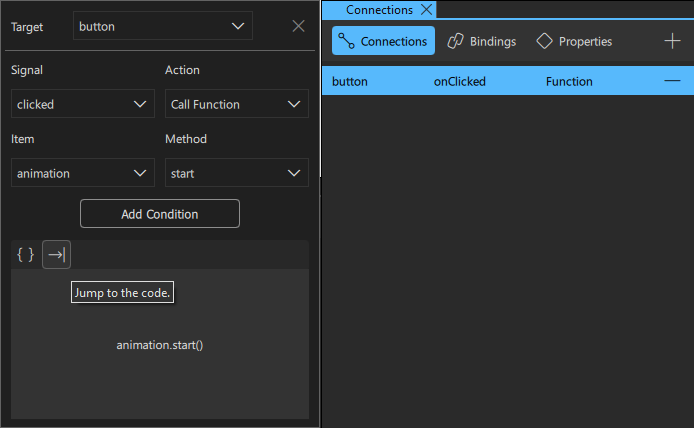 Target button
Signal Action
clicked Call Function
Item Method
animation start
Add Condition
{ }
Jump to the code.
animation.start()
Connections
Connections Bindings Properties
button onClicked Function